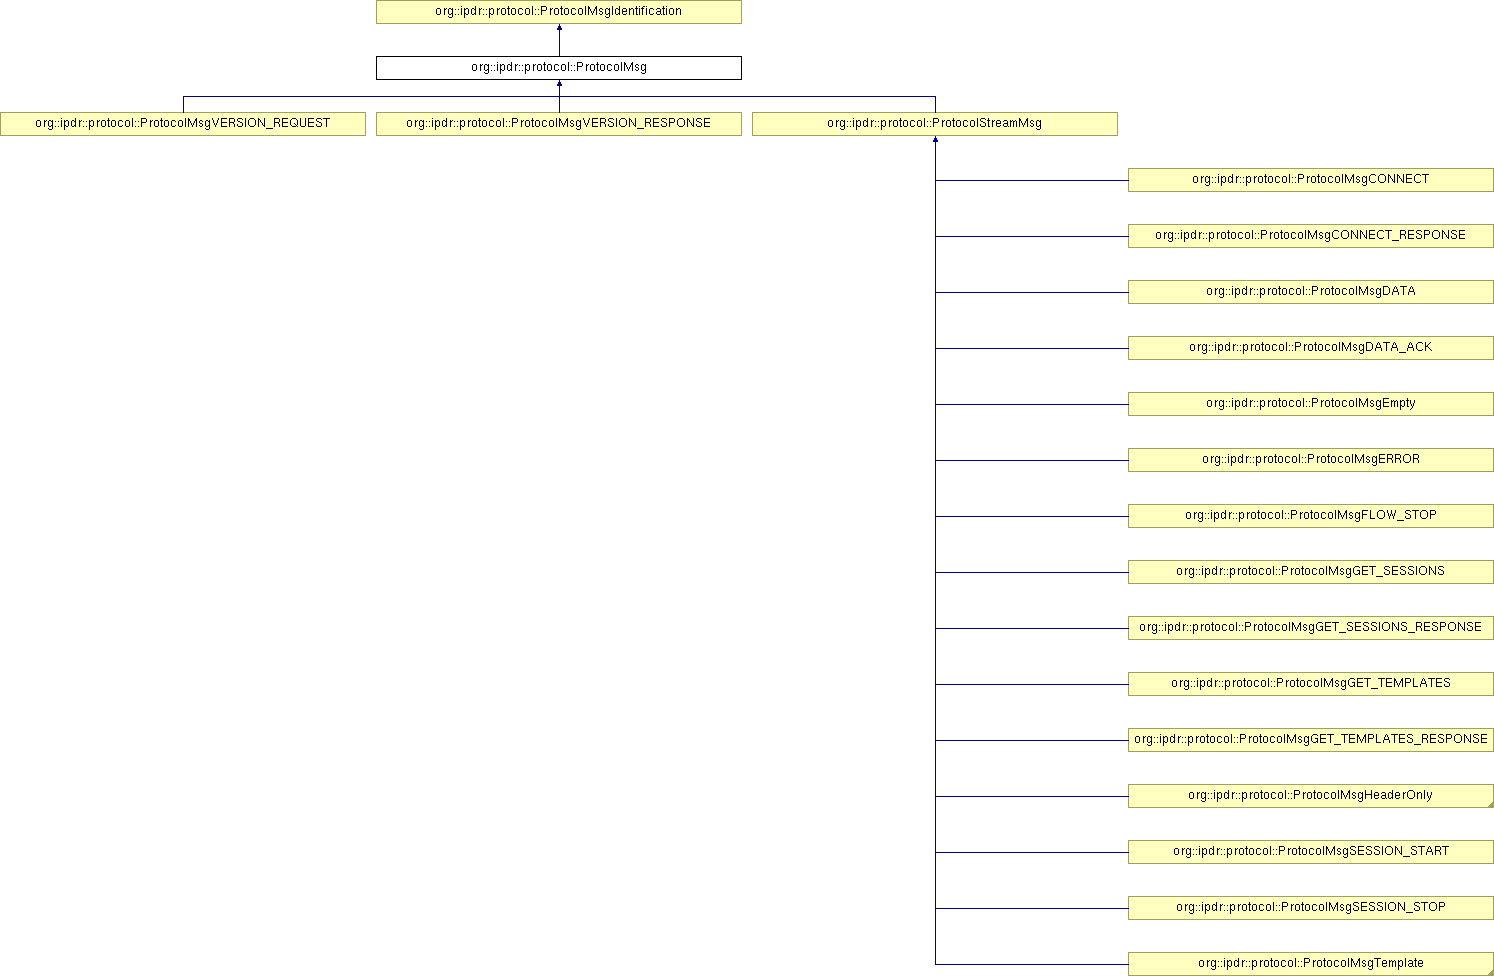 org::ipdr::protocol::ProtocolMsgIdentification
org::ipdr::protocol::ProtocolMsg
org::ipdr::protocol::ProtocolMsgVERSION_REQUEST
org::ipdr::protocol::ProtocolMsgVERSION_RESPONSE
org::ipdr::protocol::ProtocolStreamMsg
org::ipdr::protocol::ProtocolMsgCONNECT
org::ipdr::protocol::ProtocolMsgCONNECT_RESPONSE
org::ipdr::protocol::ProtocolMsgDATA
org::ipdr::protocol::ProtocolMsgDATA_ACK
org::ipdr::protocol::ProtocolMsgEmpty
org::ipdr::protocol::ProtocolMsgERROR
org::ipdr::protocol::ProtocolMsgFLOW_STOP
org::ipdr::protocol::ProtocolMsgGET_SESSIONS
org::ipdr::protocol::ProtocolMsgGET_SESSIONS_RESPONSE
org::ipdr::protocol::ProtocolMsgGET_TEMPLATES
org::ipdr::protocol::ProtocolMsgGET_TEMPLATES_RESPONSE
org::ipdr::protocol::ProtocolMsgHeaderOnly
org::ipdr::protocol::ProtocolMsgSESSION_START
org::ipdr::protocol::ProtocolMsgSESSION_STOP
org::ipdr::protocol::ProtocolMsgTemplate